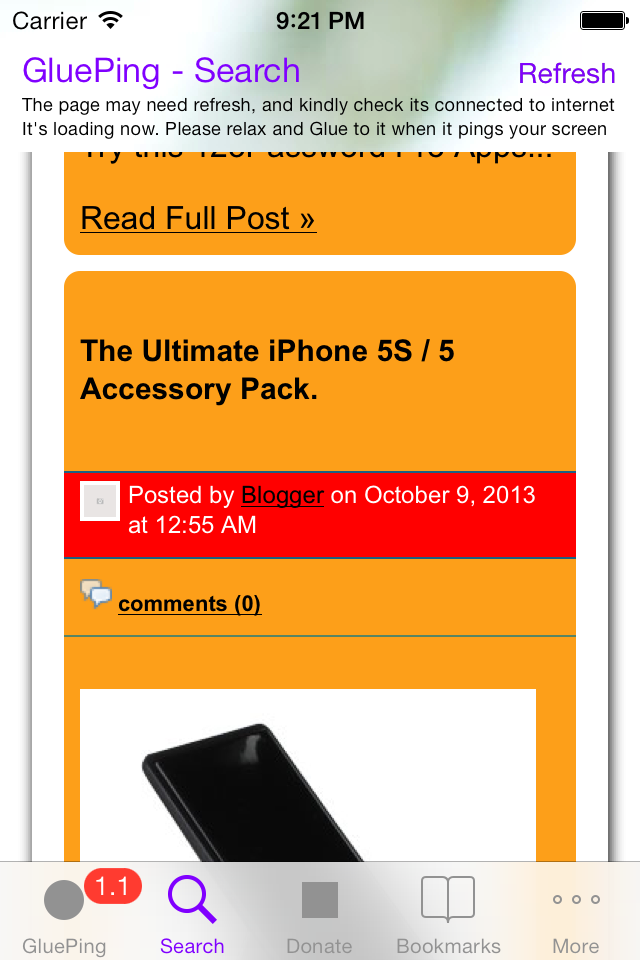 Carrier 9:21 PM
GluePing - Search Refresh
The page may need refresh, and kindly check its connected to internet
It's loading now. Please relax and Glue to it when it pings your screen
Try this
Read Full Post »
The Ultimate iPhone 5S / 5
Accessory Pack.
Posted by Blogger on October 9, 2013
at 12:55 AM
comments (0)
1.1
GluePing Search Donate Bookmarks More